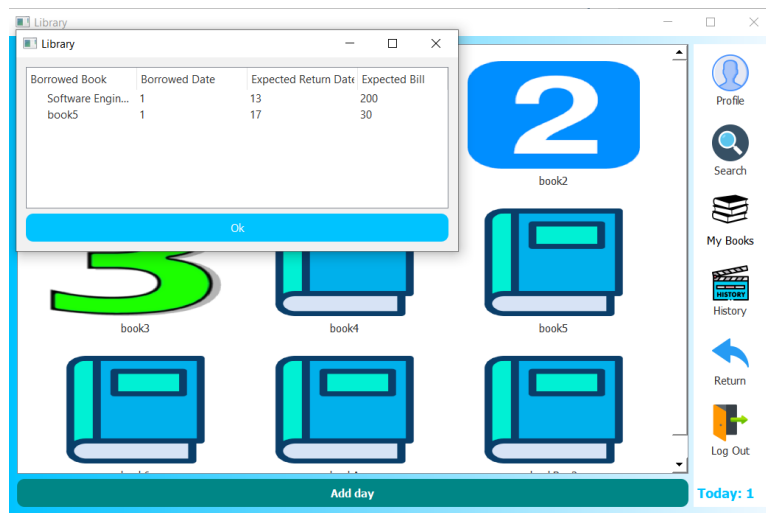 Library
Library
Borrowed Book Borrowed Date Expected Return Date Expected Bill
Software Engin... 1 13 200
book5 1 17 30
Ok
2
book2
Profile
Search
My Books
HISTORY
History
Return
Log Out
3
book3 book4 book5
Add day
Today: 1